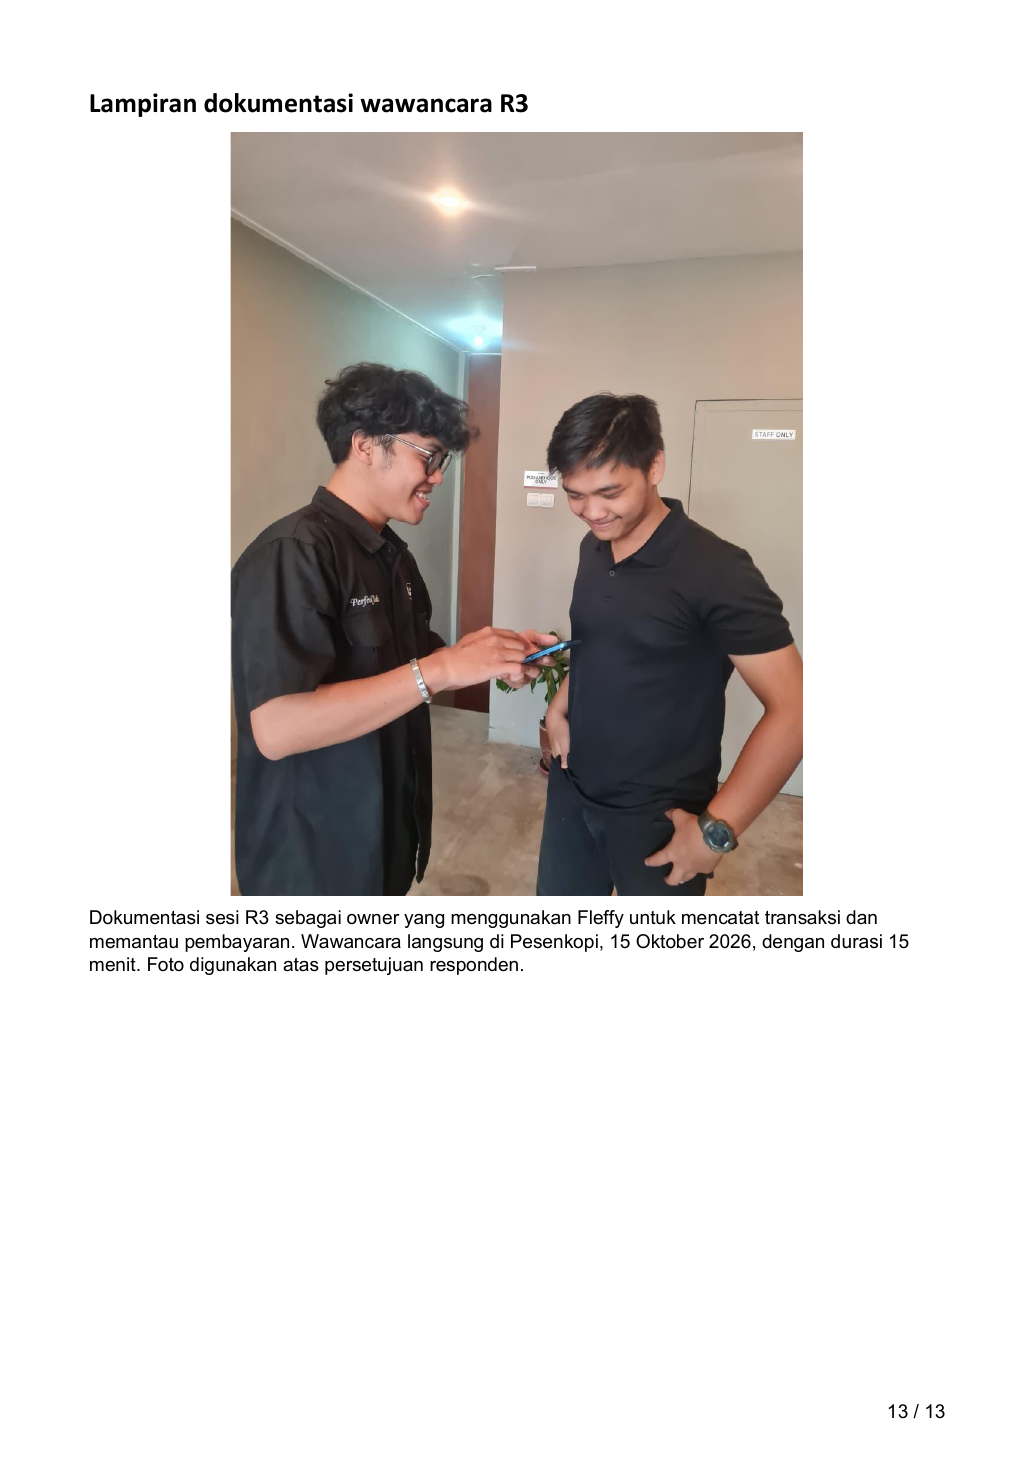 Lampiran dokumentasi wawancara R3
STAFF ONLY
ONLY
Dokumentasi sesi R3 sebagai owner yang menggunakan Fleffy untuk mencatat transaksi dan
memantau pembayaran. Wawancara langsung di Pesenkopi, 15 Oktober 2026, dengan durasi 15
menit. Foto digunakan atas persetujuan responden.
13 / 13